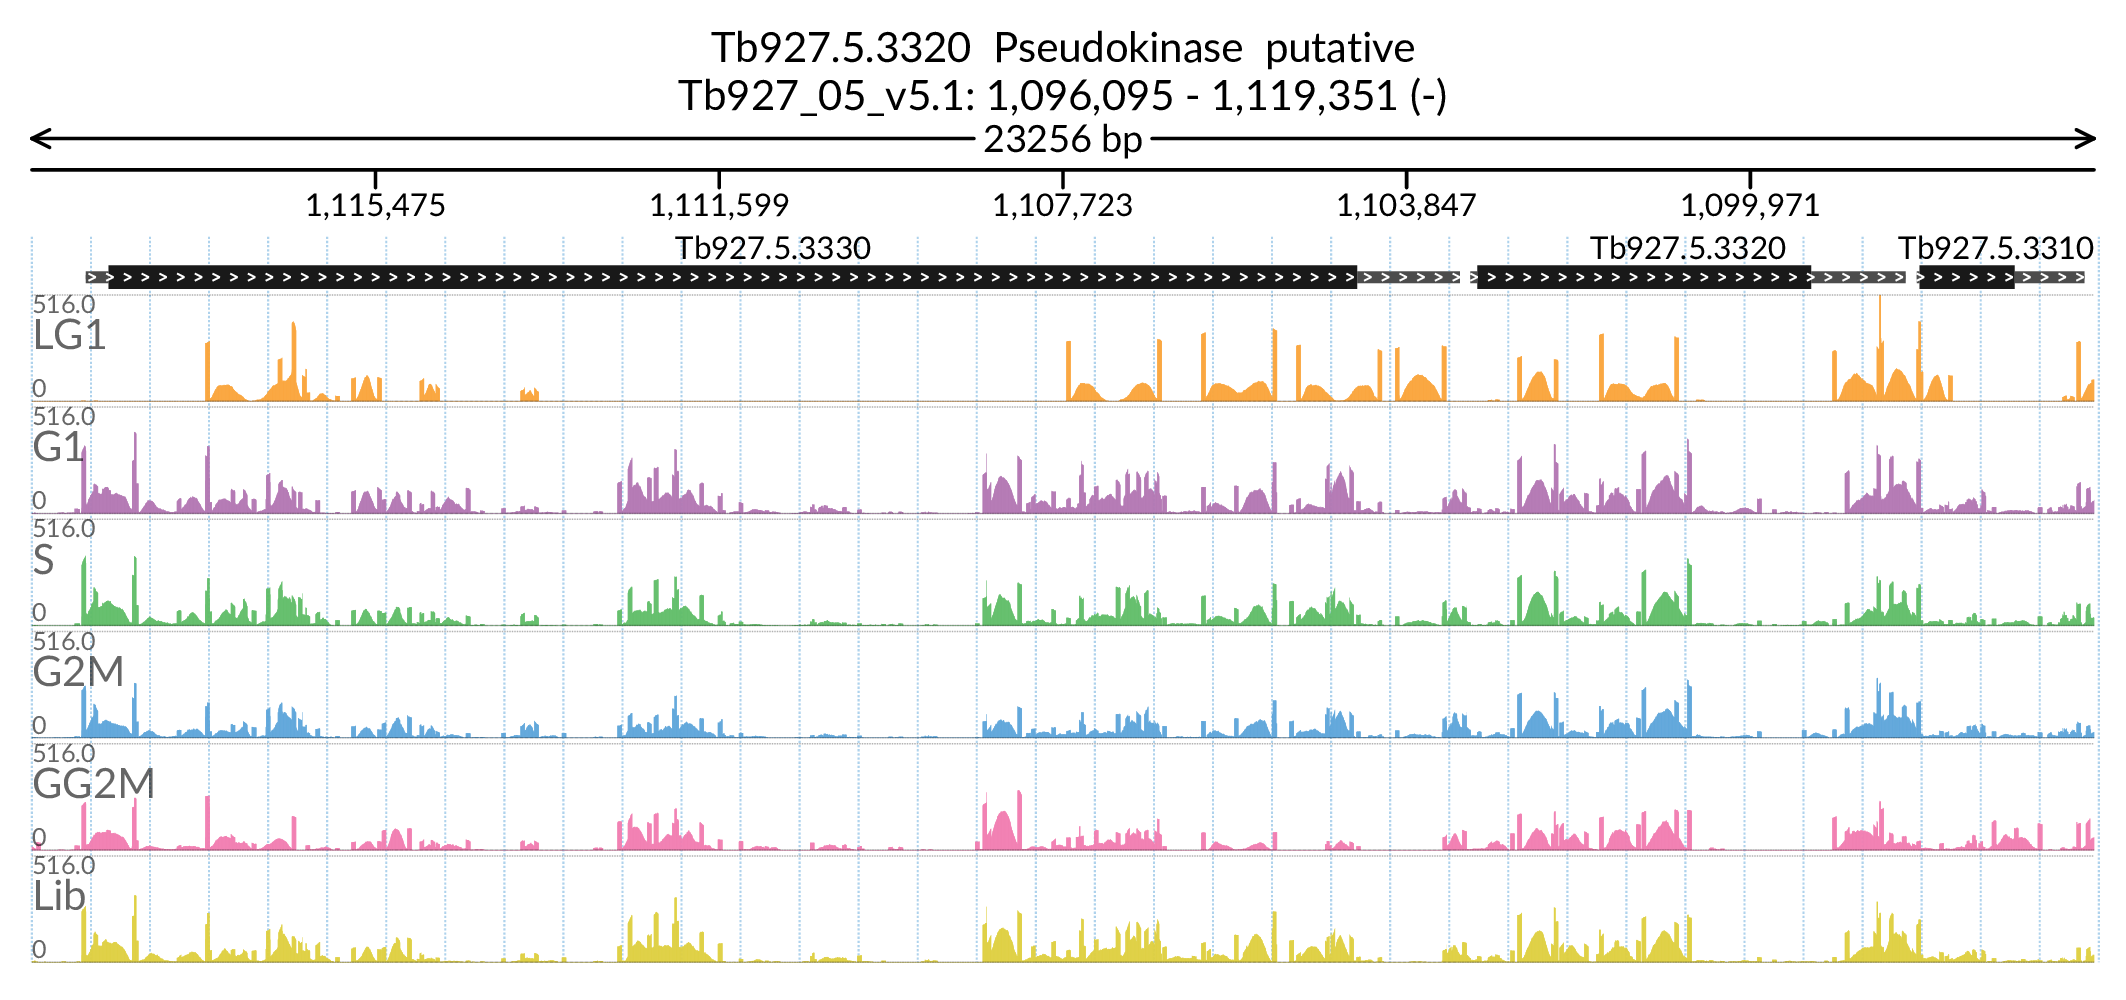 Tb927.5.3320 Pseudokinase putative
Tb927_05_v5.1: 1,096,095 - 1,119,351 (-)
23256 bp
1,115,475 1,111,599 1,107,723 1,103,847 1,099,971
Tb927.5.3330 Tb927.5.3320 Tb927.5.3310
516.0
LG1
0
516.0
G1
0
516.0
S
0
516.0
G2M
0
516.0
GG2M
0
516.0
Lib
0